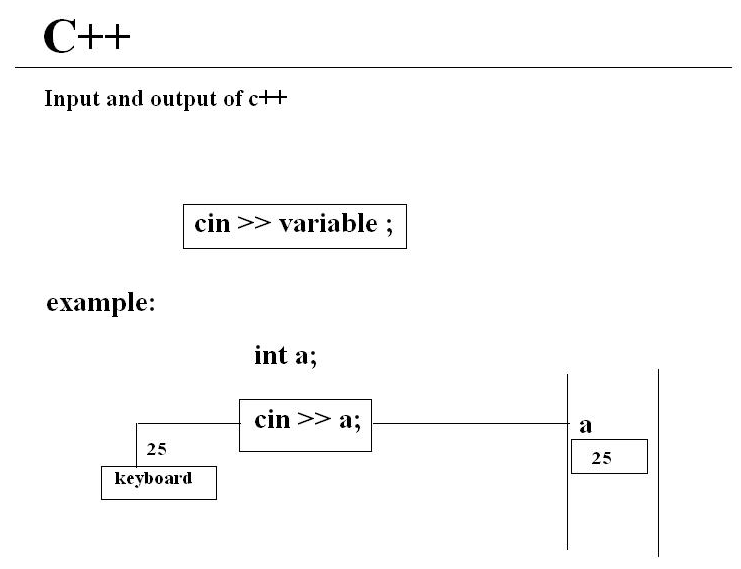 C++
Input and output of c++
cin >> variable ;
example:
int a;
cin >> a;
a
25
25
keyboard